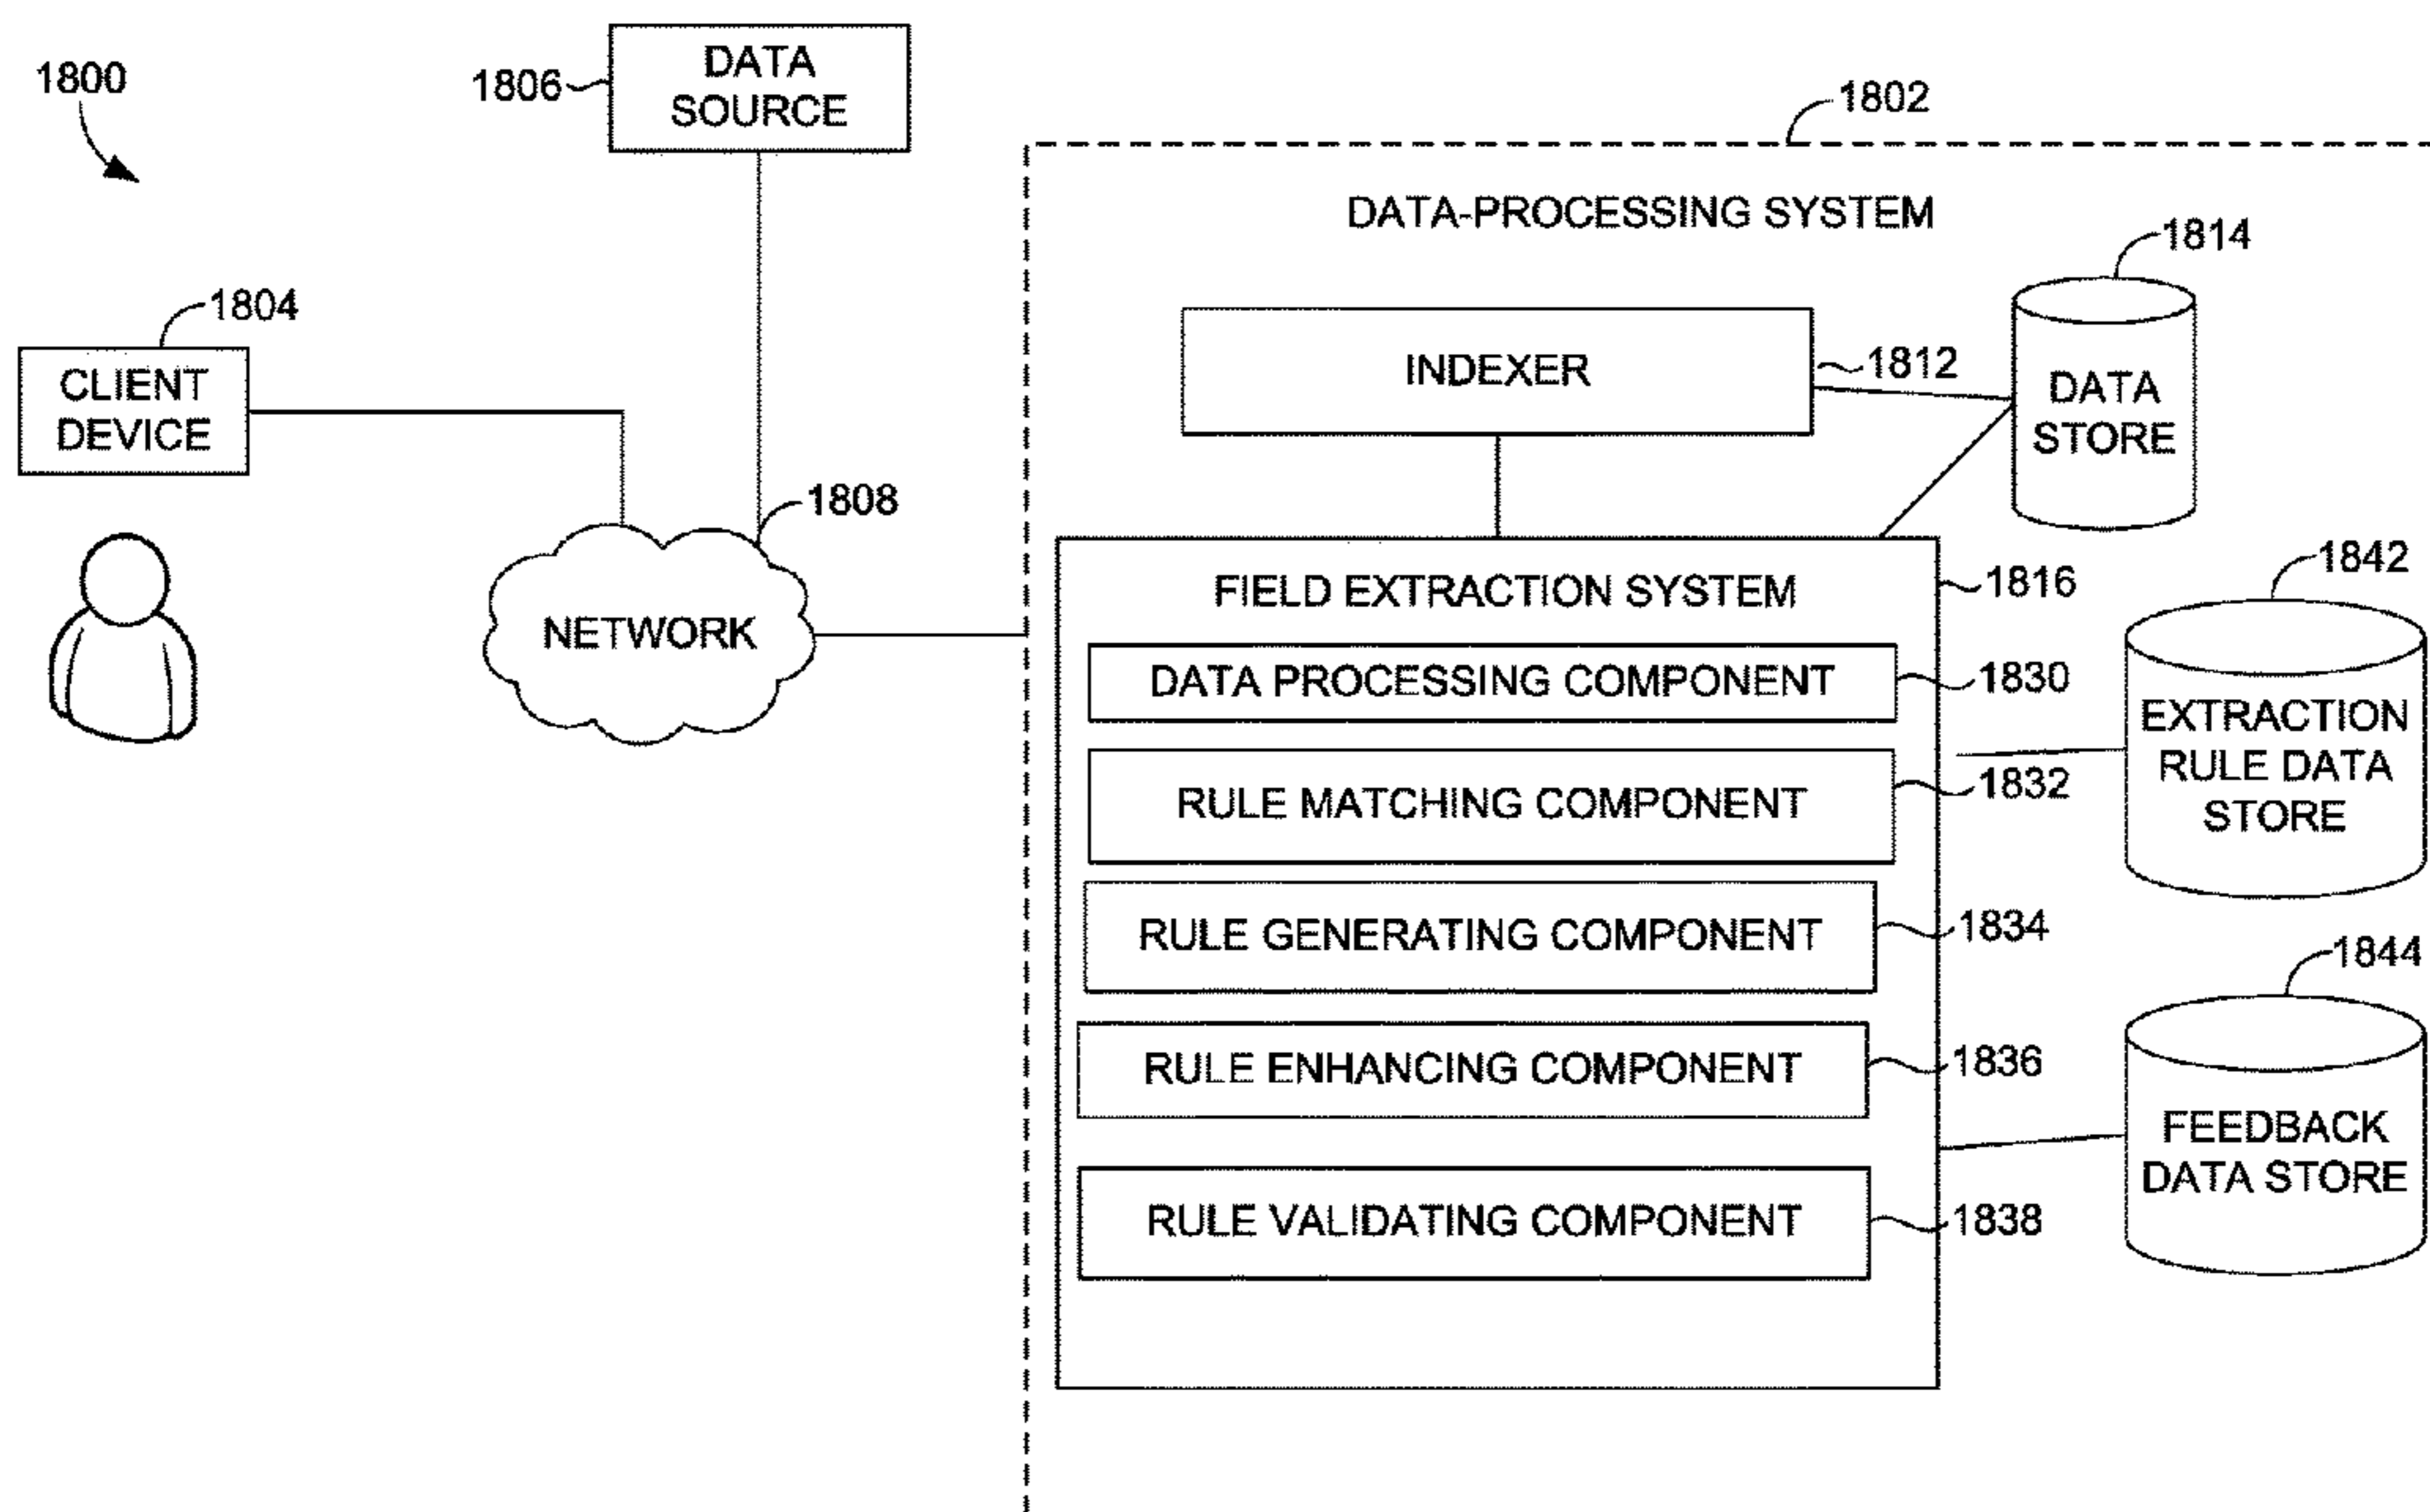 1800
DATA
SOURCE
1806
1802
DATA-PROCESSING SYSTEM
1814
1804
CLIENT
DEVICE
INDEXER
1812
DATA
STORE
1808
NETWORK
FIELD EXTRACTION SYSTEM
1816
1842
DATA PROCESSING COMPONENT
1830
EXTRACTION
RULE DATA
STORE
RULE MATCHING COMPONENT
1832
RULE GENERATING COMPONENT
1834
1844
RULE ENHANCING COMPONENT
1836
FEEDBACK
DATA STORE
RULE VALIDATING COMPONENT
1838